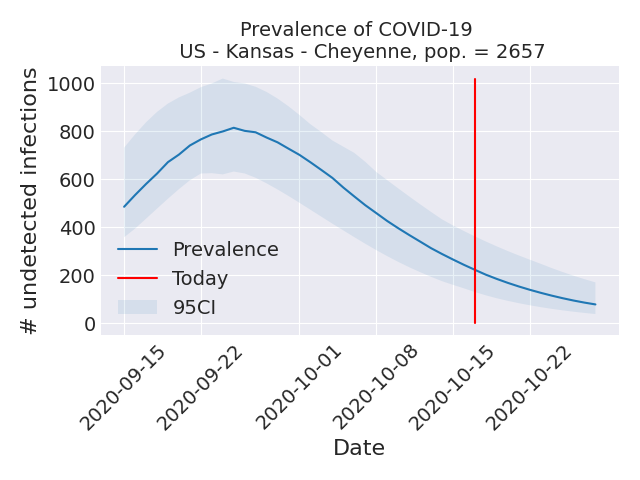 Prevalence of COVID-19
US - Kansas - Cheyenne, pop. = 2657
# undetected infections
1000
800
600
400
200
0
Prevalence
Today
95CI
2020-09-15
2020-09-22
2020-10-01
2020-10-08
2020-10-15
2020-10-22
Date